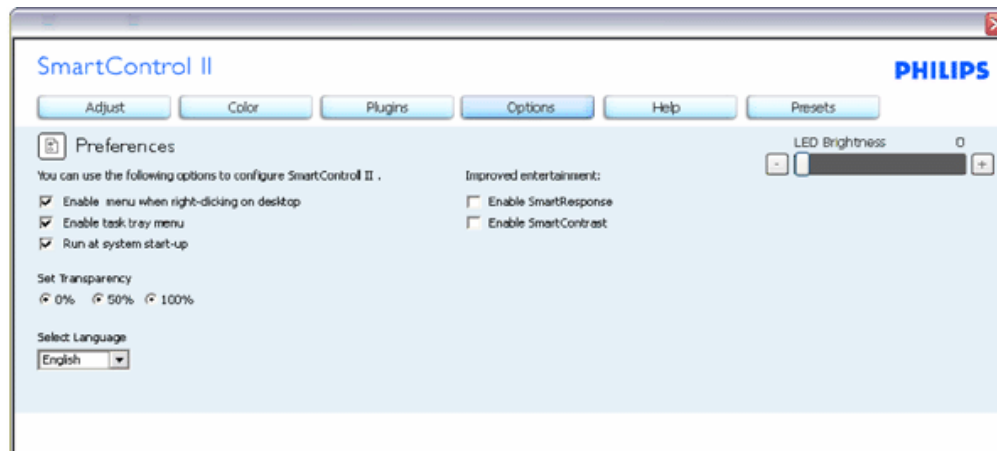 SmartControl II
PHILIPS
Adjust Color Plugins Options Help Presets
Preferences
LED Brightness 0
- +
You can use the following options to configure SmartControl II .
Improved entertainment:
Enable menu when right-clicking on desktop
Enable SmartResponse
Enable task tray menu
Enable SmartContrast
Run at system start-up
Set Transparency
0% 50% 100%
Select Language
English